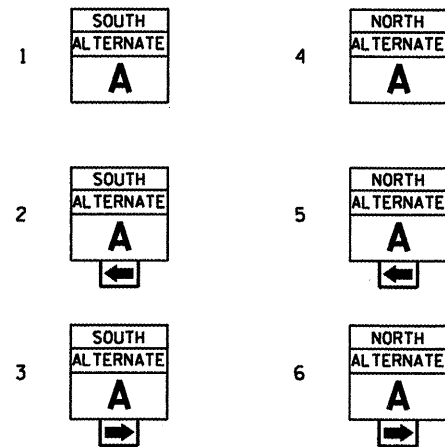 1
SOUTH
ALTERNATE
A
2
SOUTH
ALTERNATE
A
3
SOUTH
ALTERNATE
A
4
NORTH
ALTERNATE
A
5
NORTH
ALTERNATE
A
6
NORTH
ALTERNATE
A